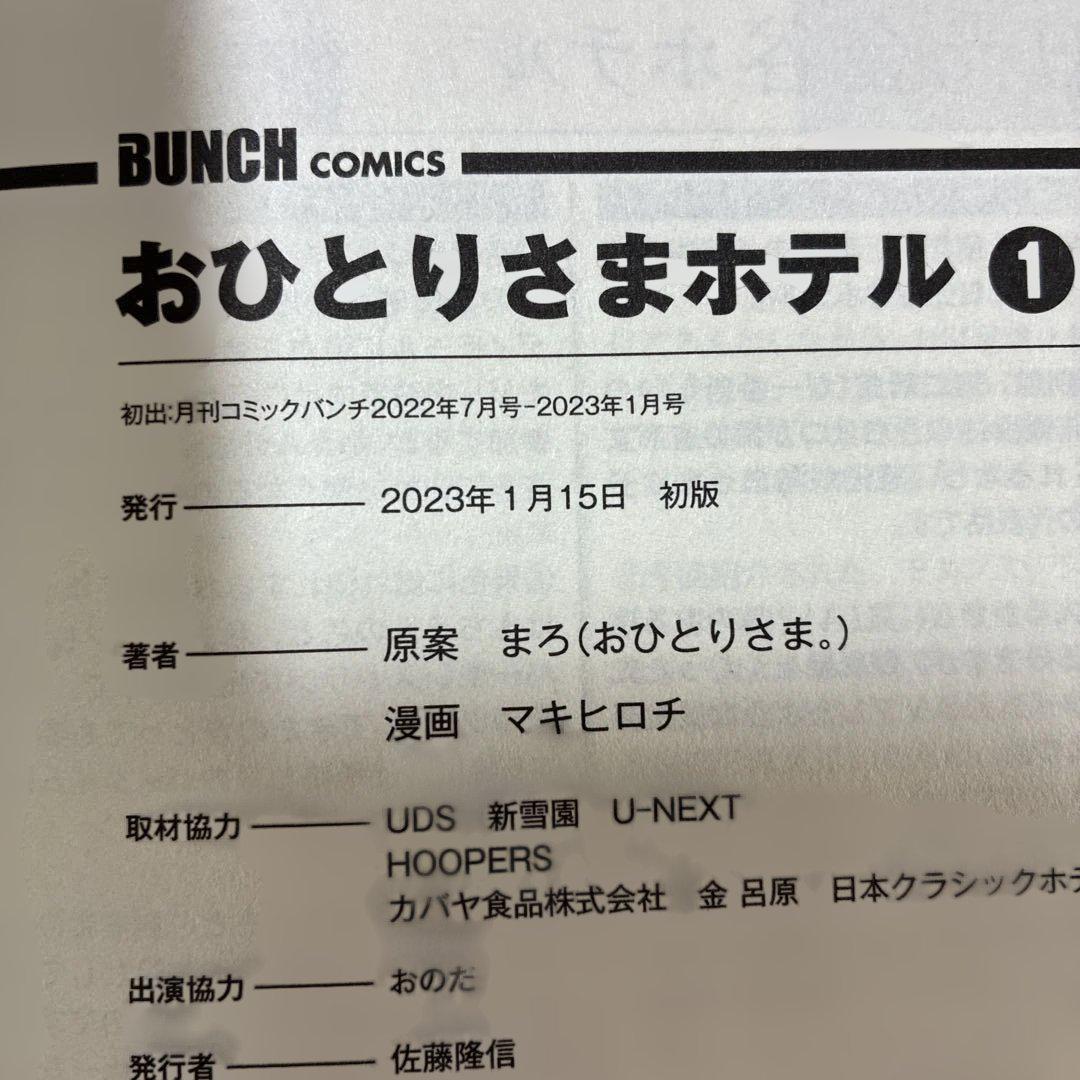 BUNCH COMICS
おひとりさまホテル 1
初出:月刊コミックバンチ2022年7月号-2023年1月号
発行 2023年1月15日 初版
著者 原案 まろ(おひとりさま。)
漫画 マキヒロチ
取材協力 UDS 新雪園 U-NEXT
HOOPERS
カバヤ食品株式会社 金 呂原 日本クラシックホテ
出演協力 おのだ
発行者 佐藤隆信